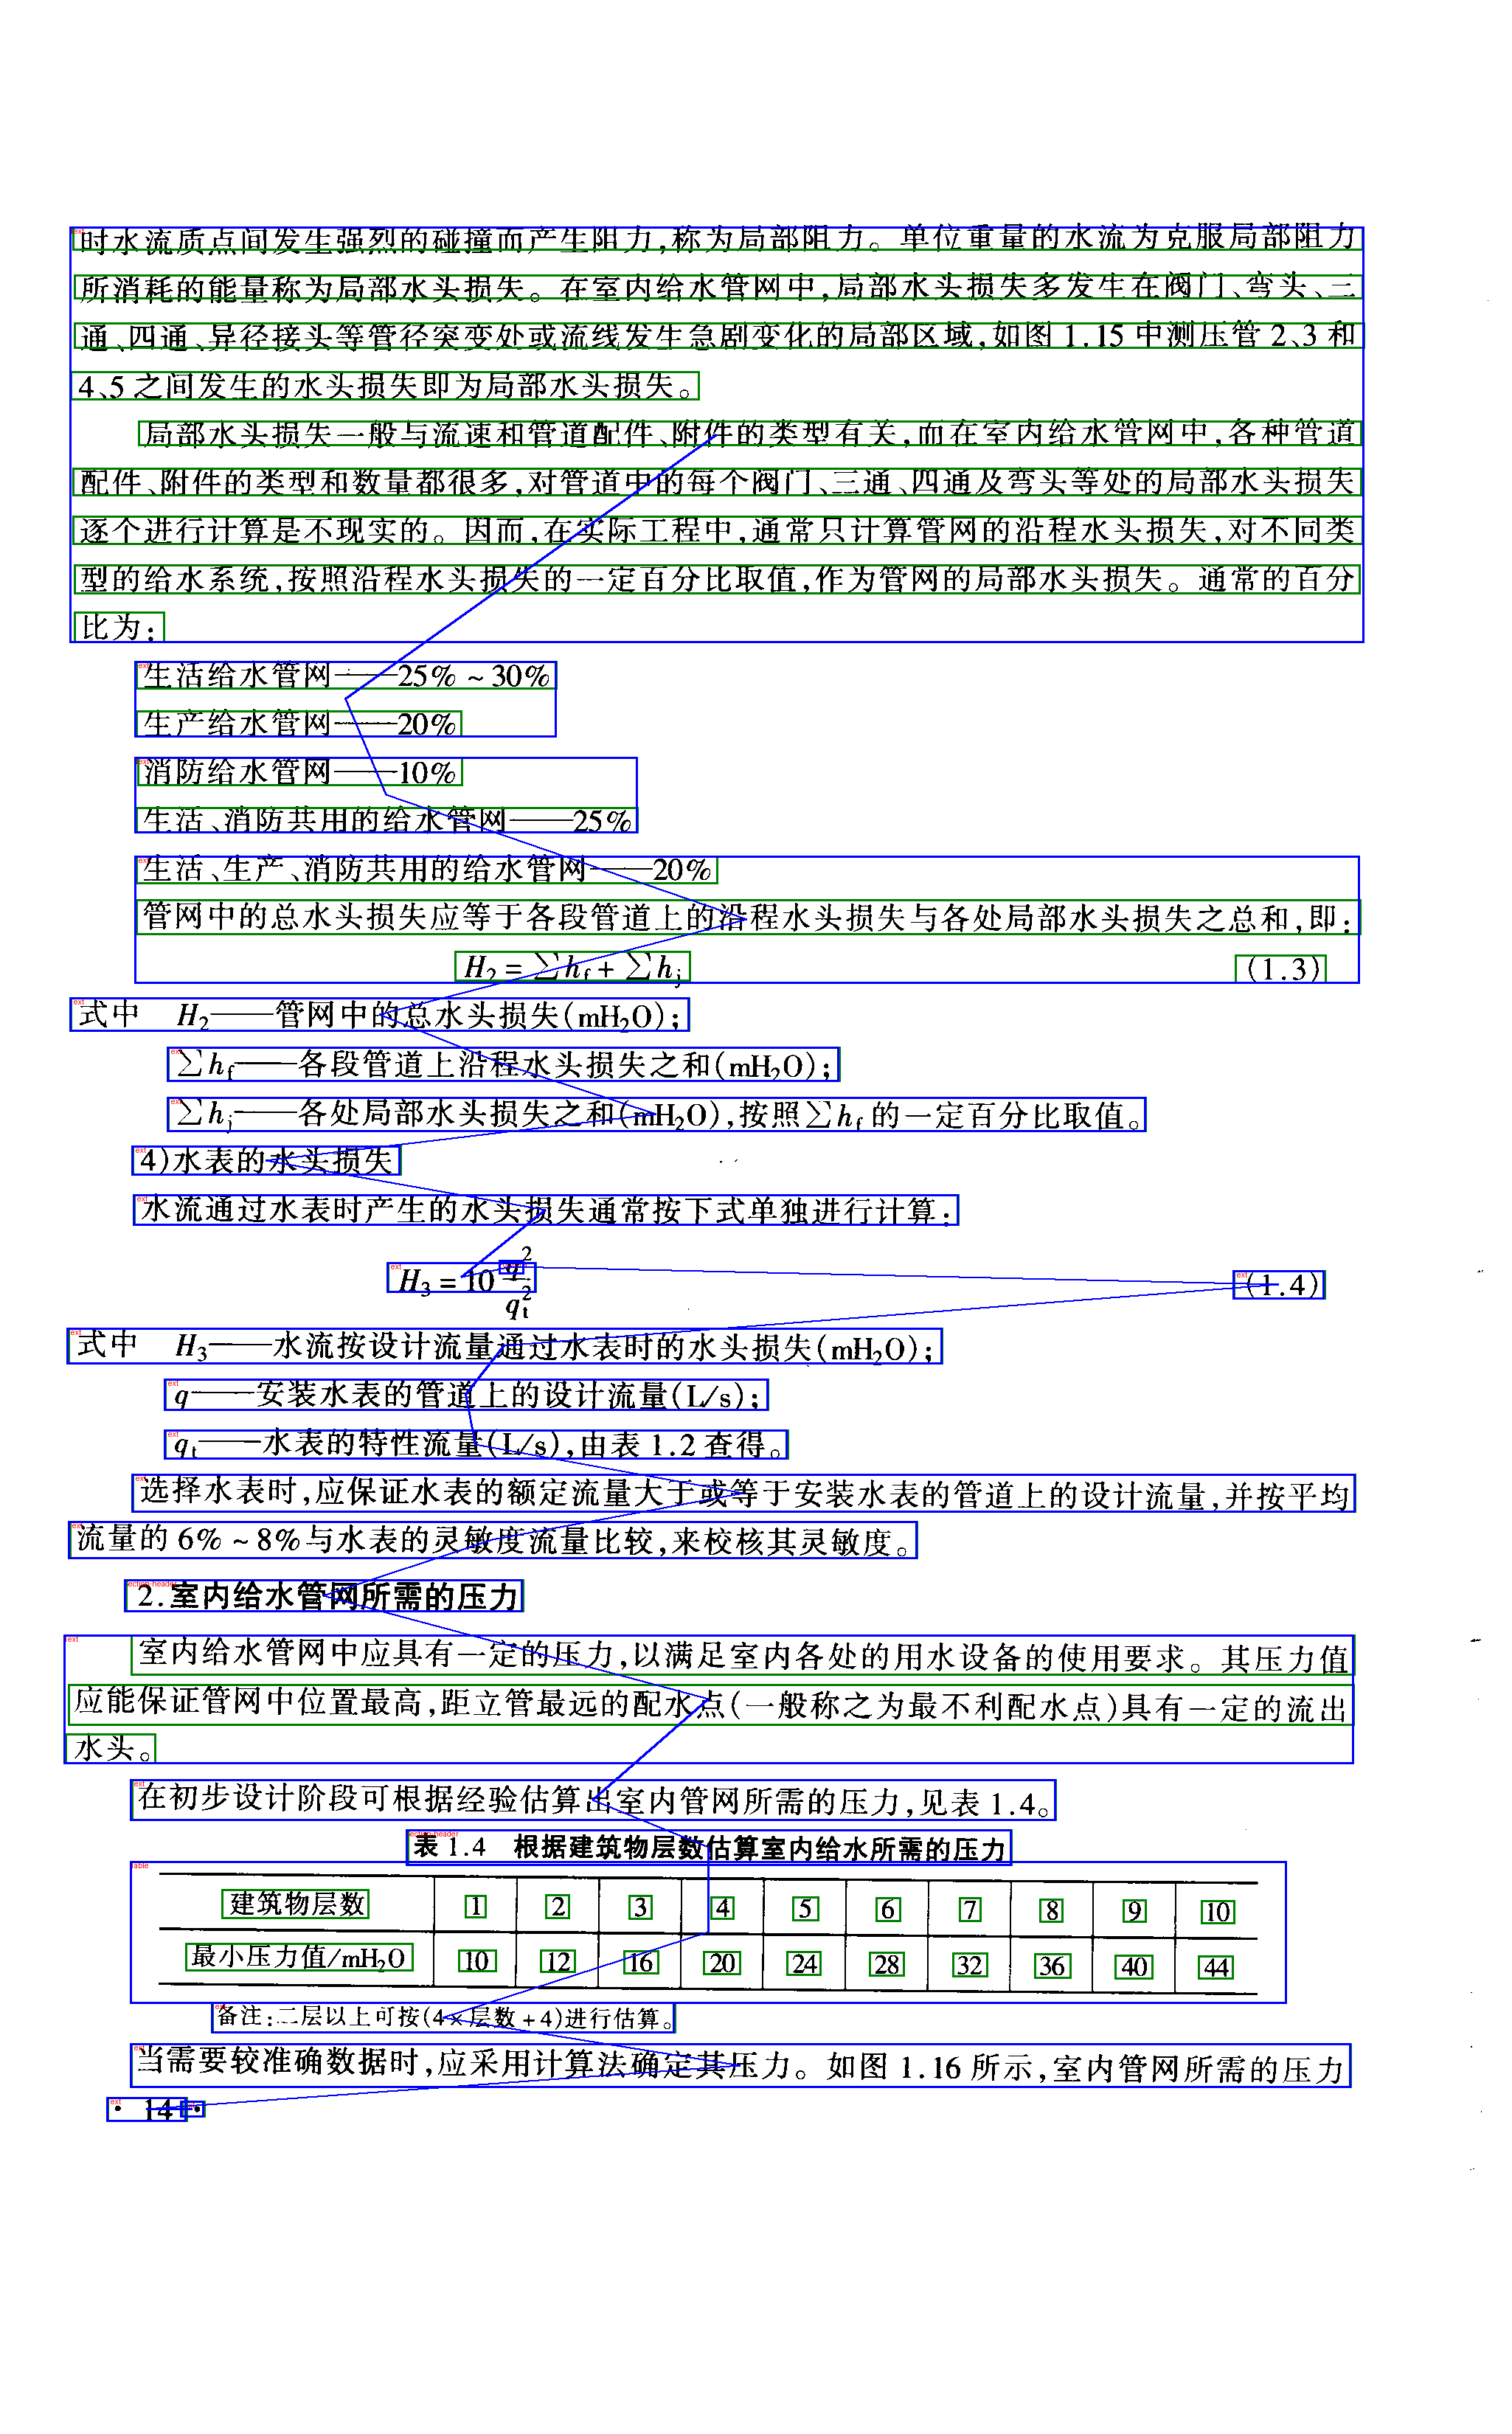 时水流质点间发生强烈的碰撞而产生阻力,称为局部阻力。单位重量的水流为克服局部阻力
所消耗的能量称为局部水头损失。在室内给水管网中,局部水头损失多发生在阀门、弯头、三
通、四通、异径接头等管径突变处或流线发生急剧变化的局部区域,如图 1.15 中测压管 2、3 和
4、5 之间发生的水头损失即为局部水头损失。
局部水头损失一般与流速和管道配件、附件的类型有关,而在室内给水管网中,各种管道
配件、附件的类型和数量都很多,对管道中的每个阀门、三通、四通及弯头等处的局部水头损失
逐个进行计算是不现实的。因而,在实际工程中,通常只计算管网的沿程水头损失,对不同类
型的给水系统,按照沿程水头损失的一定百分比取值,作为管网的局部水头损失。通常的百分
比为:
生活给水管网——25% ~ 30%
生产给水管网——20%
消防给水管网——10%
生活、消防共用的给水管网——25%
生活、生产、消防共用的给水管网——20%
管网中的总水头损失应等于各段管道上的沿程水头损失与各处局部水头损失之总和,即:
H₂ = ∑h_f + ∑h_j (1.3)
式中 H₂——管网中的总水头损失(mH₂O);
∑h_f——各段管道上沿程水头损失之和(mH₂O);
∑h_j——各处局部水头损失之和(mH₂O),按照∑h_f 的一定百分比取值。
4)水表的水头损失
水流通过水表时产生的水头损失通常按下式单独进行计算:
H₃ = 10 q²/q_t² (1.4)
式中 H₃——水流按设计流量通过水表时的水头损失(mH₂O);
q——安装水表的管道上的设计流量(L/s);
q_t——水表的特性流量(L/s),由表 1.2 查得。
选择水表时,应保证水表的额定流量大于或等于安装水表的管道上的设计流量,并按平均
流量的 6% ~ 8%与水表的灵敏度流量比较,来校核其灵敏度。
2. 室内给水管网所需的压力
室内给水管网中应具有一定的压力,以满足室内各处的用水设备的使用要求。其压力值
应能保证管网中位置最高,距立管最远的配水点(一般称之为最不利配水点)具有一定的流出
水头。
在初步设计阶段可根据经验估算出室内管网所需的压力,见表 1.4。
表 1.4 根据建筑物层数估算室内给水所需的压力
建筑物层数 1 2 3 4 5 6 7 8 9 10
最小压力值/mH₂O 10 12 16 20 24 28 32 36 40 44
备注:二层以上可按(4×层数+4)进行估算。
当需要较准确数据时,应采用计算法确定其压力。如图 1.16 所示,室内管网所需的压力
· 14 ·